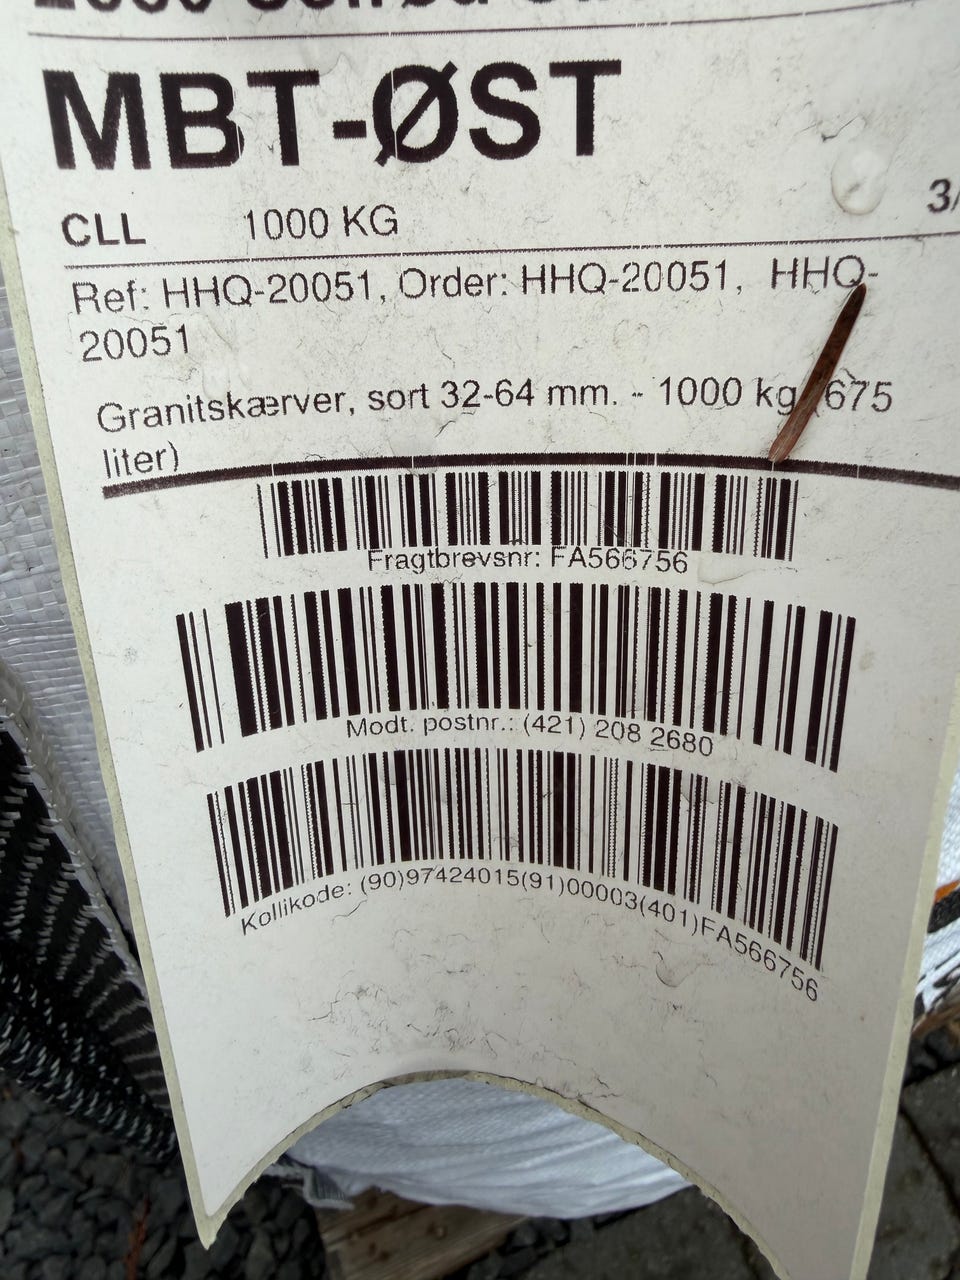 MBT-ØST
CLL 1000 KG 3/
Ref: HHQ-20051, Order: HHQ-20051, HHQ-
20051
Granitskærver, sort 32-64 mm. - 1000 kg (675
liter)
Fragtbrevsnr: FA566756
Modt. postnr.: (421) 208 2680
Kollikode: (90)97424015(91)00003(401)FA566756